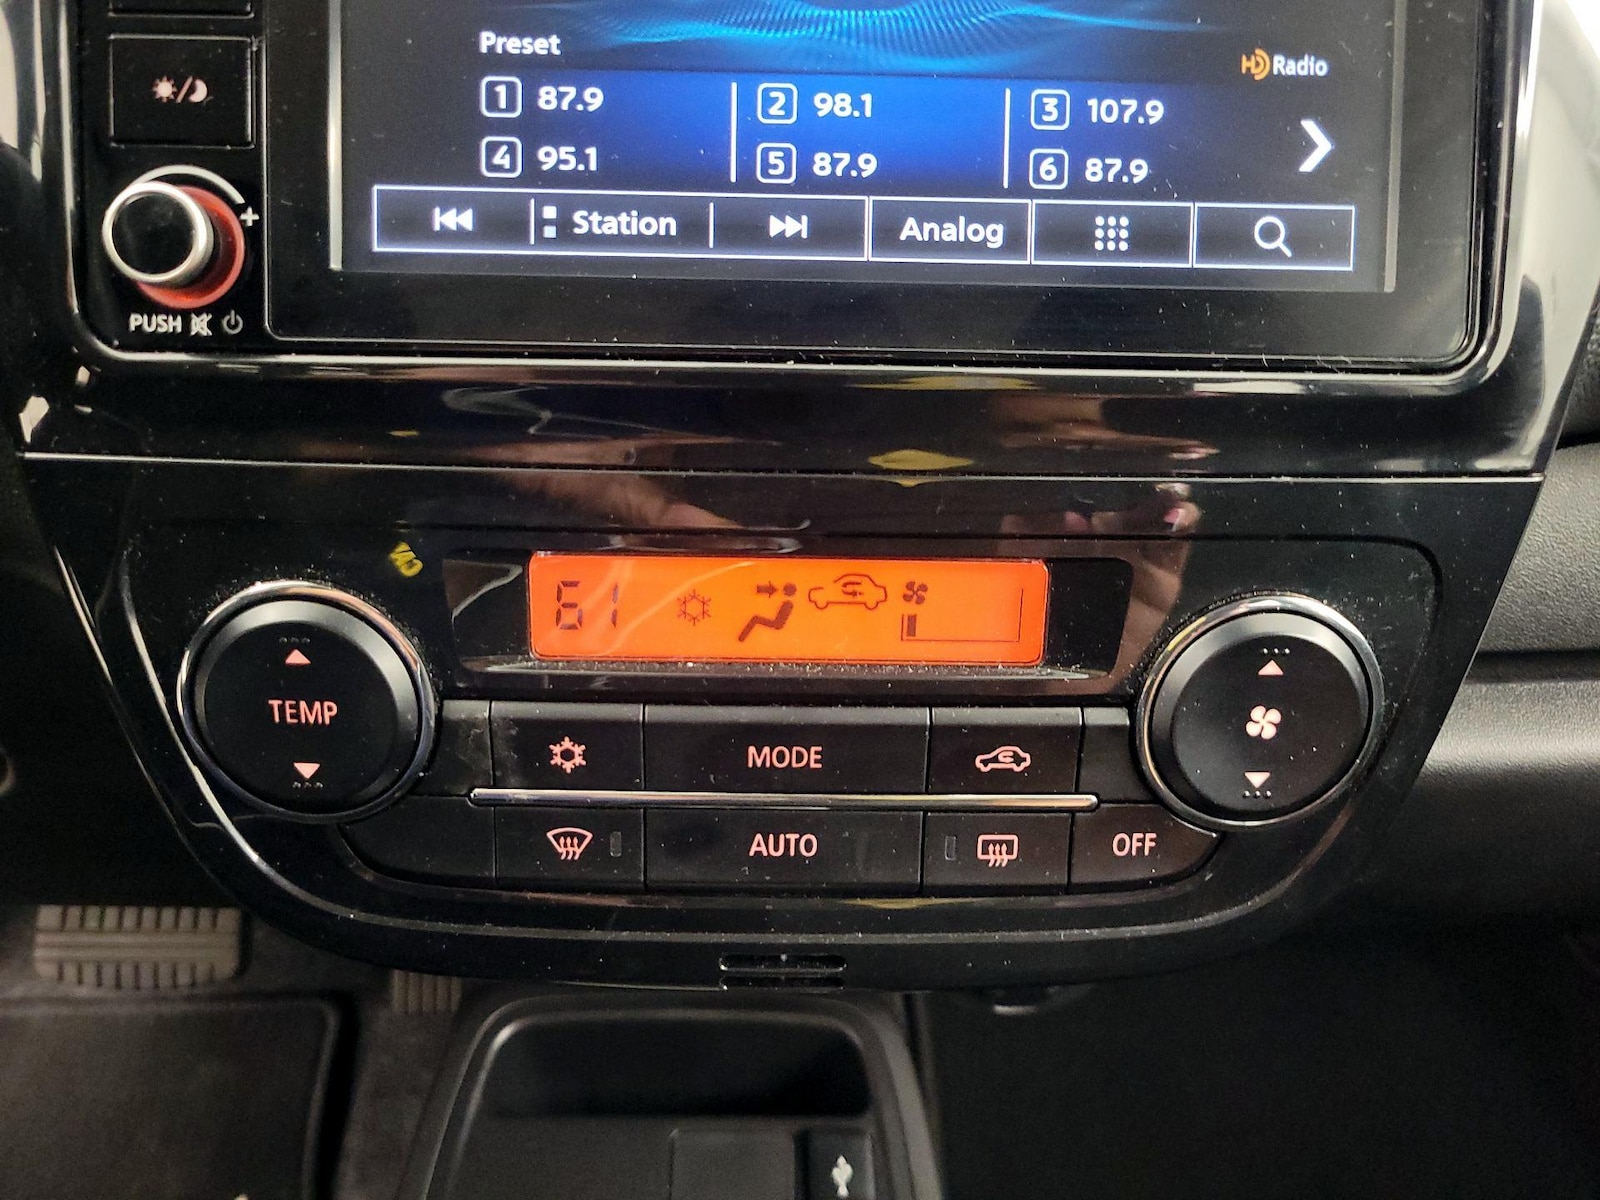 Preset
HD Radio
1 87.9 2 98.1 3 107.9
4 95.1 5 87.9 6 87.9
Station Analog
PUSH
61
TEMP
MODE
AUTO OFF